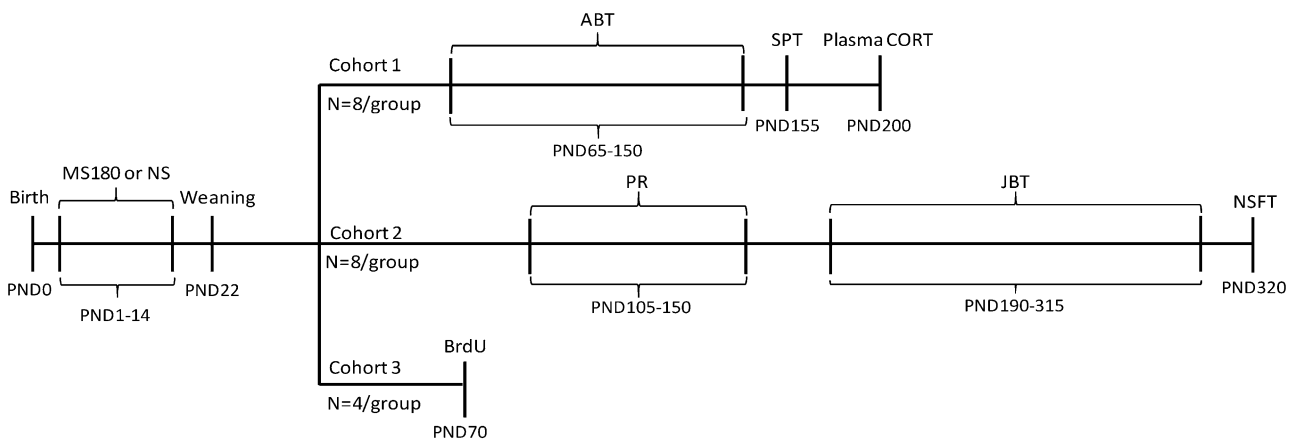 Birth
PND0
MS180 or NS
PND1-14
Weaning
PND22
Cohort 1
N=8/group
ABT
PND65-150
SPT
PND155
Plasma CORT
PND200
Cohort 2
N=8/group
PR
PND105-150
JBT
PND190-315
NSFT
PND320
Cohort 3
N=4/group
BrdU
PND70